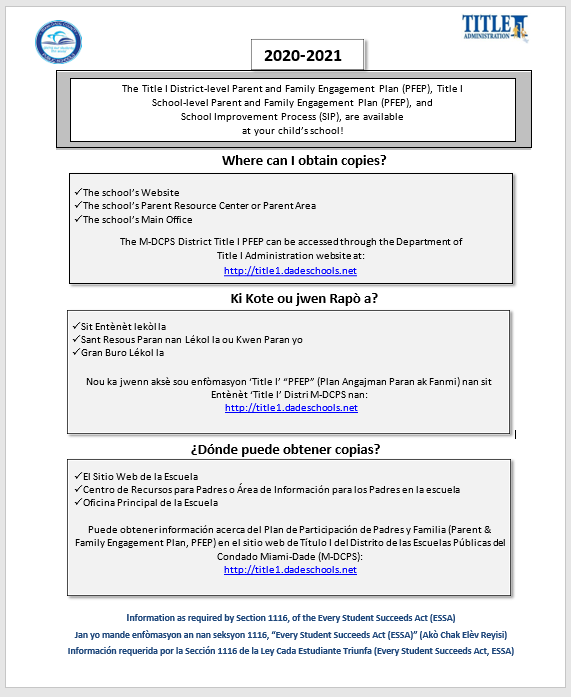 TITLE I
ADMINISTRATION
2020-2021
The Title I District-level Parent and Family Engagement Plan (PFEP), Title I
School-level Parent and Family Engagement Plan (PFEP), and
School Improvement Process (SIP), are available
at your child's school!
Where can I obtain copies?
✓The school's Website
✓The school's Parent Resource Center or Parent Area
✓The school's Main Office
The M-DCPS District Title I PFEP can be accessed through the Department of
Title I Administration website at:
http://title1.dadeschools.net
Ki Kote ou jwen Rapò a?
✓Sit Entènèt lekòl la
✓Sant Resous Paran nan Lékol la ou Kwen Paran yo
✓Gran Buro Lékol la
Nou ka jwenn aksè sou enfòmasyon 'Title I' "PFEP" (Plan Angajman Paran ak Fanmi) nan sit
Entènèt 'Title I' Distri M-DCPS nan:
http://title1.dadeschools.net
¿Dónde puede obtener copias?
✓El Sitio Web de la Escuela
✓Centro de Recursos para Padres o Área de Información para los Padres en la escuela
✓Oficina Principal de la Escuela
Puede obtener información acerca del Plan de Participación de Padres y Familia (Parent &
Family Engagement Plan, PFEP) en el sitio web de Título I del Distrito de las Escuelas Públicas del
Condado Miami-Dade (M-DCPS):
http://title1.dadeschools.net
Information as required by Section 1116, of the Every Student Succeeds Act (ESSA)
Jan yo mande enfòmasyon an nan seksyon 1116, "Every Student Succeeds Act (ESSA)" (Akò Chak Elèv Reyisi)
Información requerida por la Sección 1116 de la Ley Cada Estudiante Triunfa (Every Student Succeeds Act, ESSA)